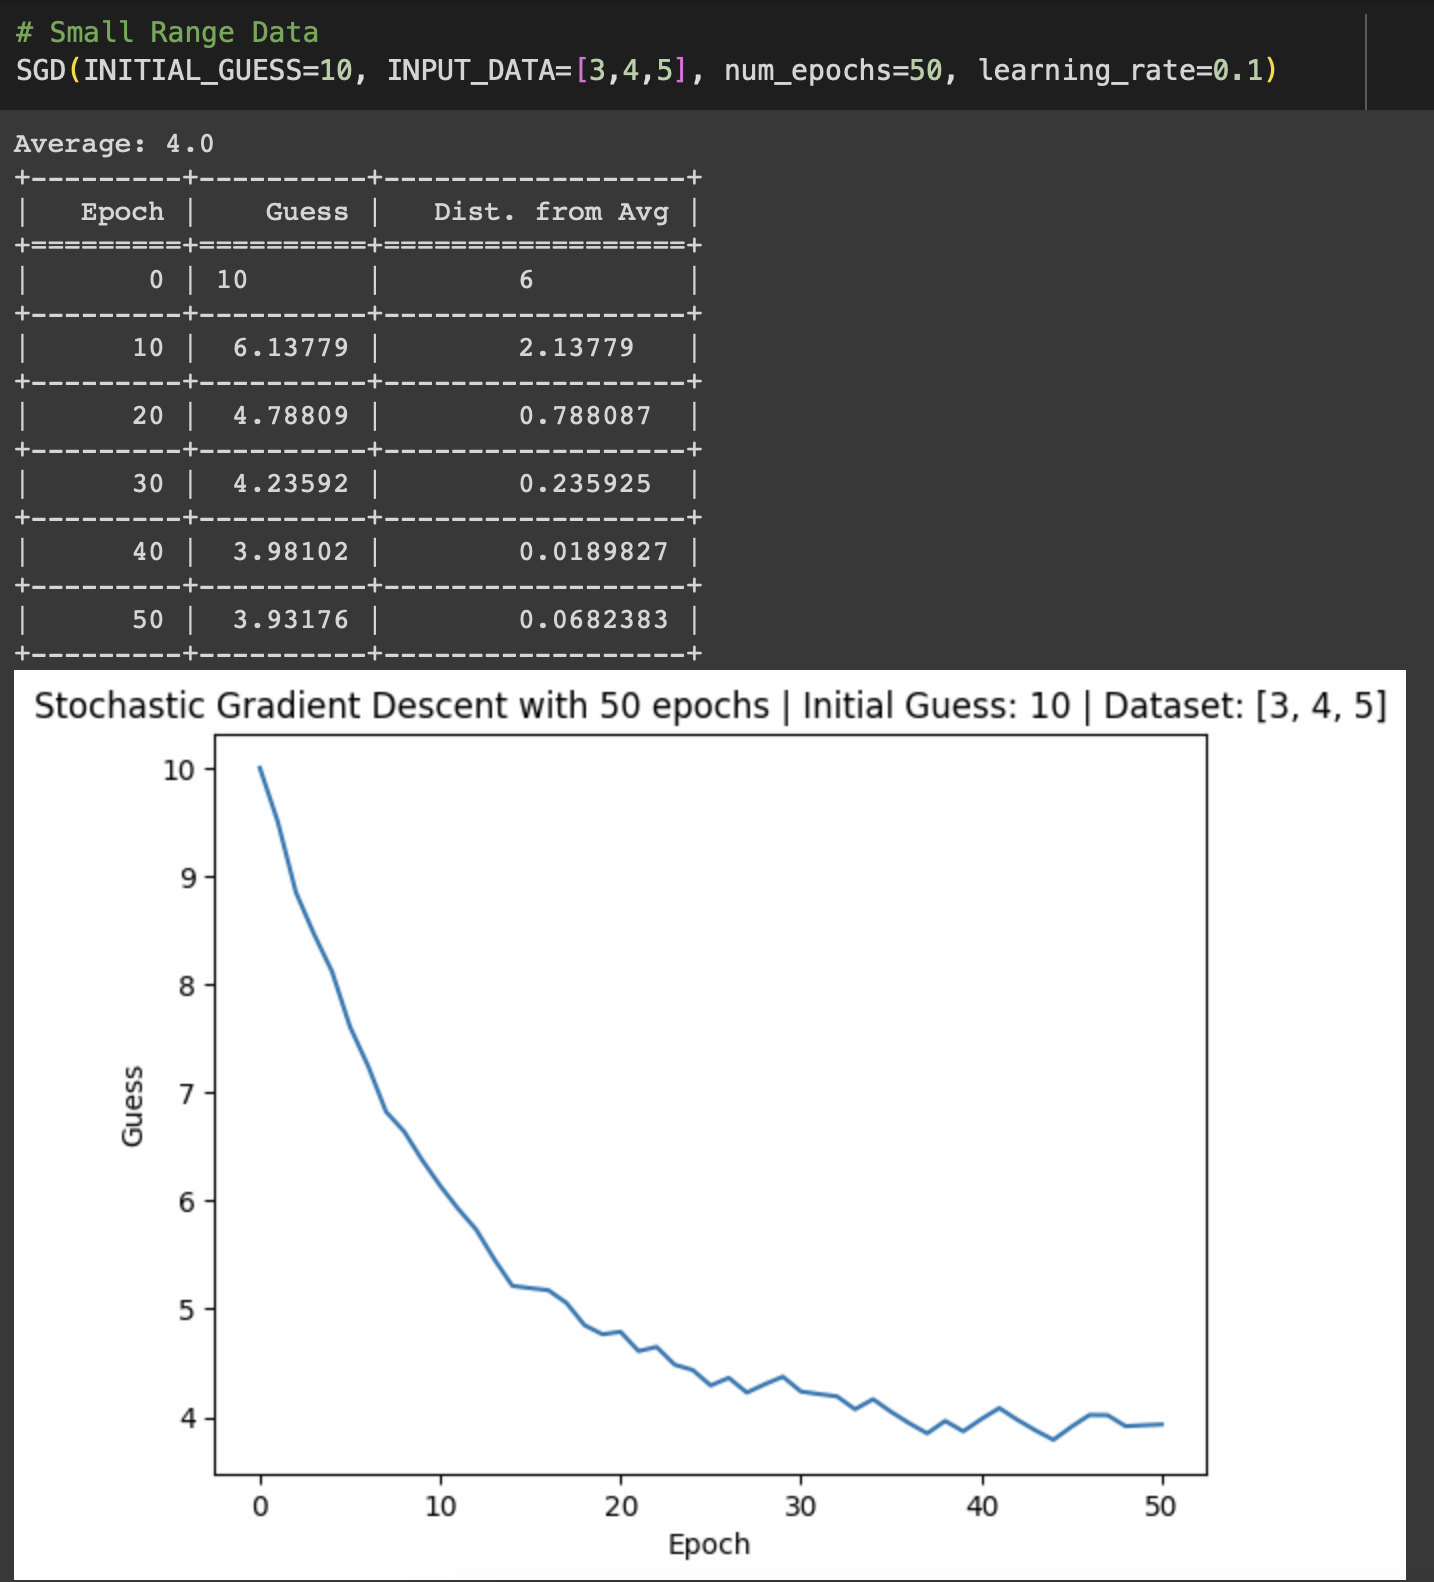 # Small Range Data
SGD(INITIAL_GUESS=10, INPUT_DATA=[3,4,5], num_epochs=50, learning_rate=0.1)
Average: 4.0
+---------+----------+------------------+
|   Epoch |    Guess |   Dist. from Avg |
+=========+==========+==================+
|       0 | 10       |        6         |
+---------+----------+------------------+
|      10 |  6.13779 |        2.13779   |
+---------+----------+------------------+
|      20 |  4.78809 |        0.788087  |
+---------+----------+------------------+
|      30 |  4.23592 |        0.235925  |
+---------+----------+------------------+
|      40 |  3.98102 |        0.0189827 |
+---------+----------+------------------+
|      50 |  3.93176 |        0.0682383 |
+---------+----------+------------------+
Stochastic Gradient Descent with 50 epochs | Initial Guess: 10 | Dataset: [3, 4, 5]
10
9
8
7
6
5
4
Guess
0 10 20 30 40 50
Epoch